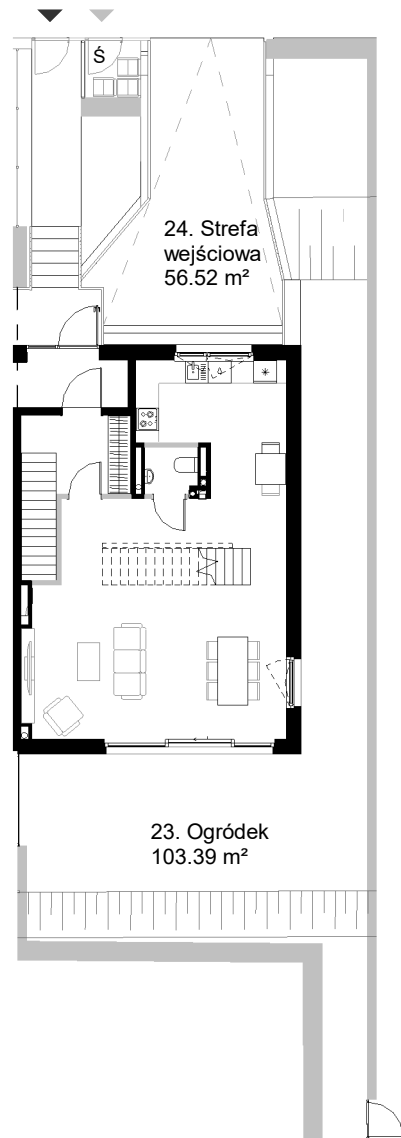 Ś
24. Strefa
wejściowa
56.52 m²
23. Ogródek
103.39 m²